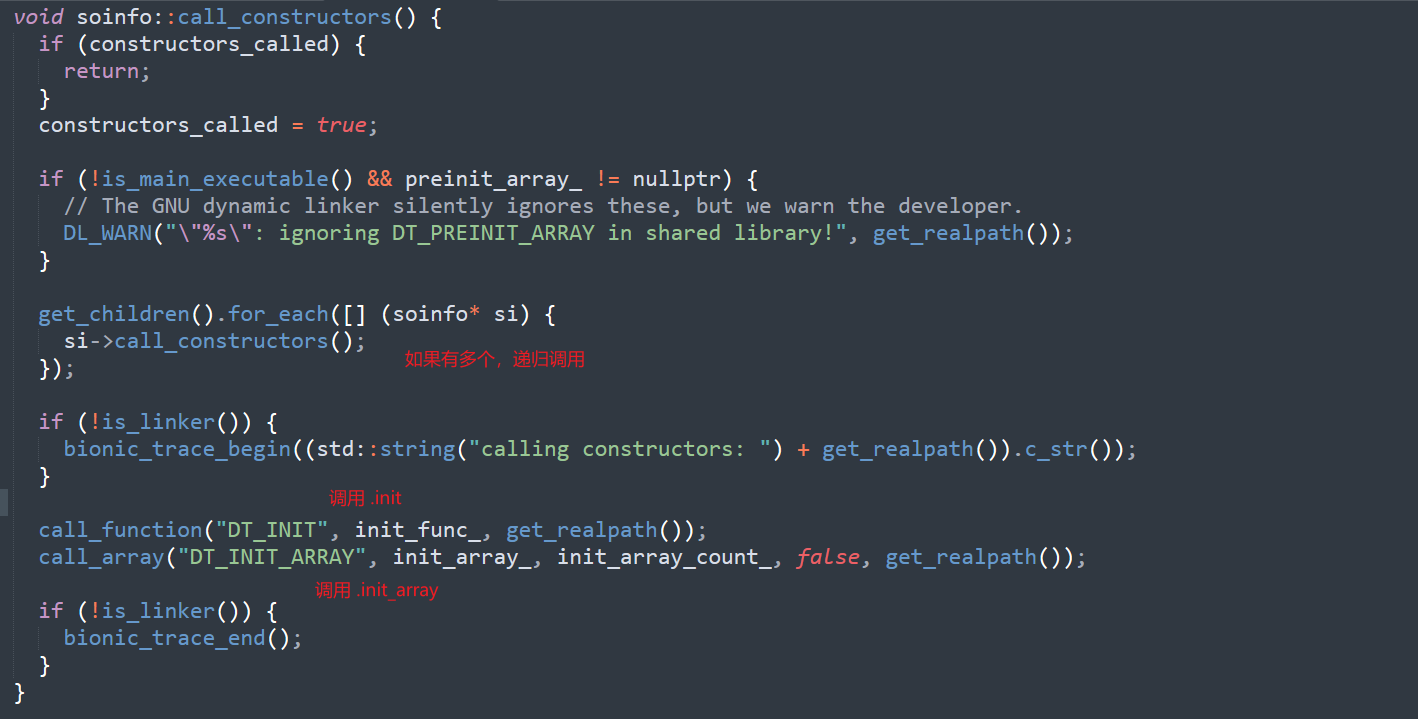 void soinfo::call_constructors() {
  if (constructors_called) {
    return;
  }
  constructors_called = true;

  if (!is_main_executable() && preinit_array_ != nullptr) {
    // The GNU dynamic linker silently ignores these, but we warn the developer.
    DL_WARN("\"%s\": ignoring DT_PREINIT_ARRAY in shared library!", get_realpath());
  }

  get_children().for_each([] (soinfo* si) {
    si->call_constructors();
如果有多个，递归调用
  });

  if (!is_linker()) {
    bionic_trace_begin((std::string("calling constructors: ") + get_realpath()).c_str());
  }
调用 .init
  call_function("DT_INIT", init_func_, get_realpath());
  call_array("DT_INIT_ARRAY", init_array_, init_array_count_, false, get_realpath());
调用 .init_array
  if (!is_linker()) {
    bionic_trace_end();
  }
}